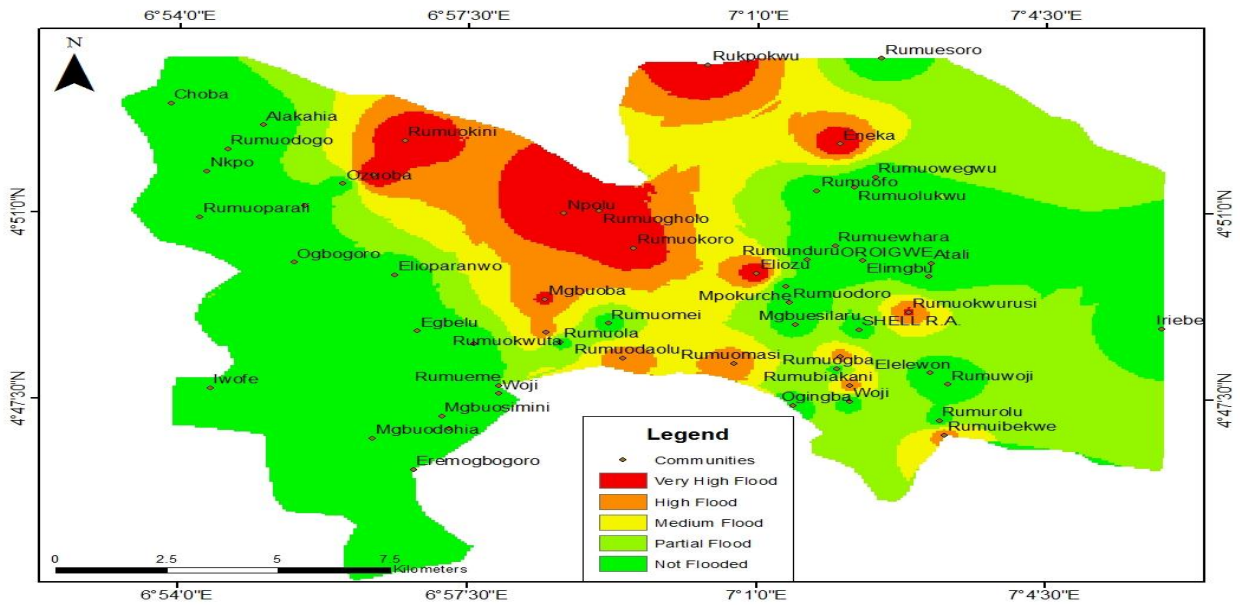 6°54'0"E 6°57'30"E 7°1'0"E 7°4'30"E
N
Rukpokwu
Rumuesoro
Choba
Alakahia
Rumuokini
Eneka
Rumuodogo
Nkpo
Ozuoba
Rumuowegwu
Rumuofo
Rumuolukwu
4°51'0"N
4°51'0"N
Rumuoparali
Npolu
Rumuogholo
Rumuokoro
Rumuewhara
Rumunduru
OROIGWE
Atali
Ogbogoro
Elioparanwo
Eliozu
Elimgbu
Mgbuoba
Mpokurche
Rumuodoro
Rumuokwurusi
Egbelu
Rumuomei
Mgbuesilaru
SHELL R.A.
Iriebe
Rumuokwuta
Rumuola
Rumuodaolu
Rumuomasi
Rumuogba
Elelewon
Iwofe
Rumueme
Woji
Rumubiakani
Rumuwoji
4°47'30"N
4°47'30"N
Ogingba
Woji
Mgbuosimini
Rumurolu
Mgbuodohia
Rumuibekwe
Eremogbogoro
Legend
Communities
Very High Flood
High Flood
Medium Flood
Partial Flood
Not Flooded
0 2.5 5 7.5
Kilometers
6°54'0"E 6°57'30"E 7°1'0"E 7°4'30"E